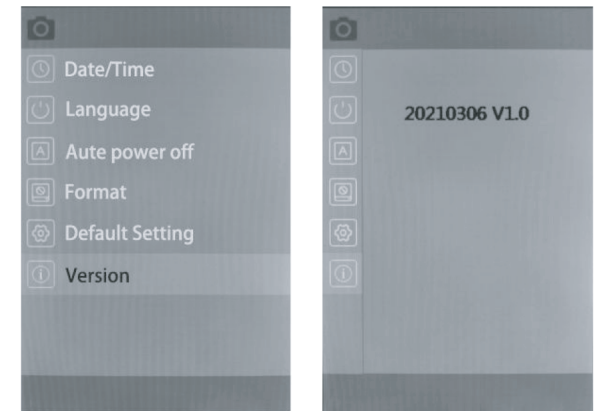 Date/Time
Language
Aute power off
Format
Default Setting
Version
20210306 V1.0